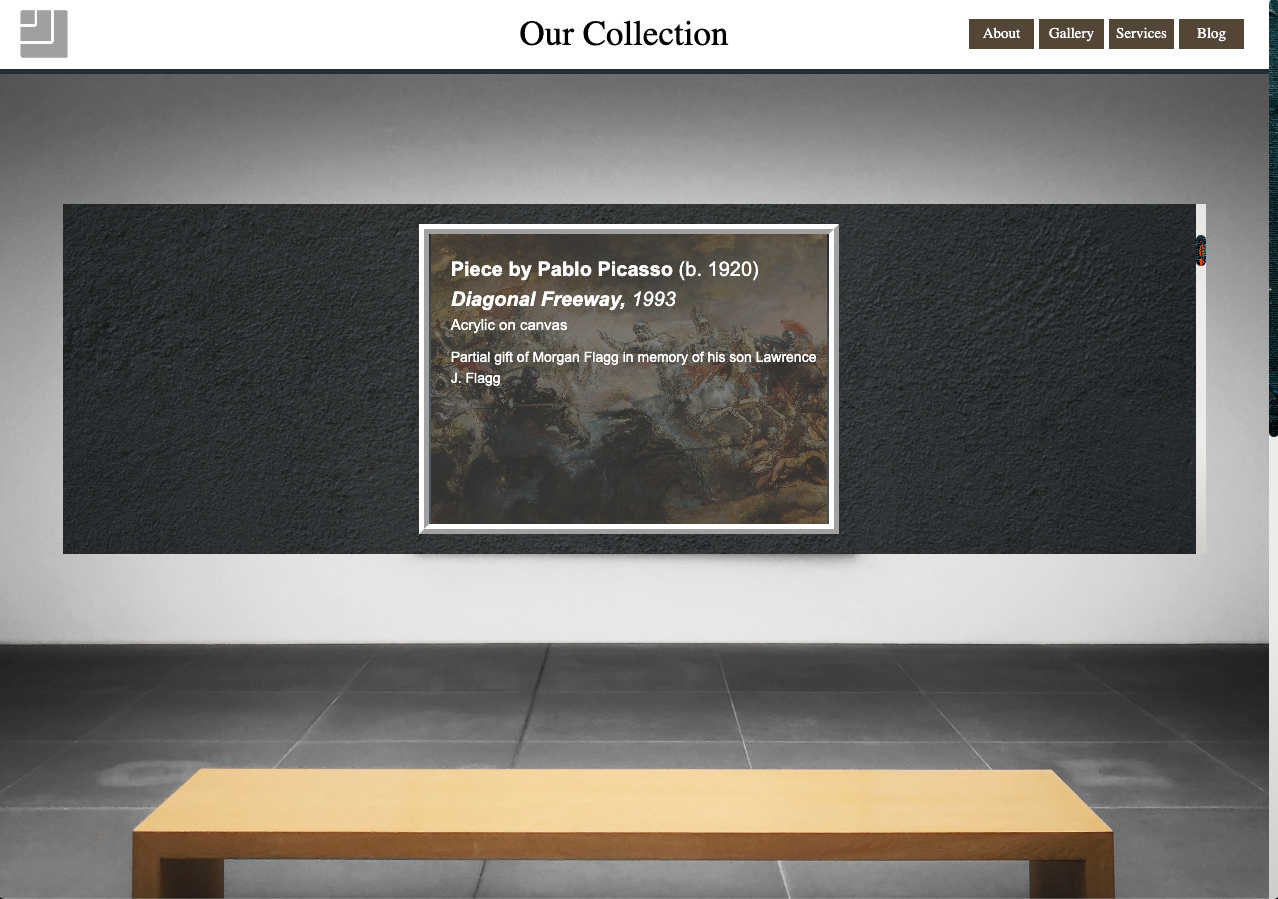 Our Collection
About
Gallery
Services
Blog
Piece by Pablo Picasso (b. 1920)
Diagonal Freeway, 1993
Acrylic on canvas
Partial gift of Morgan Flagg in memory of his son Lawrence
J. Flagg